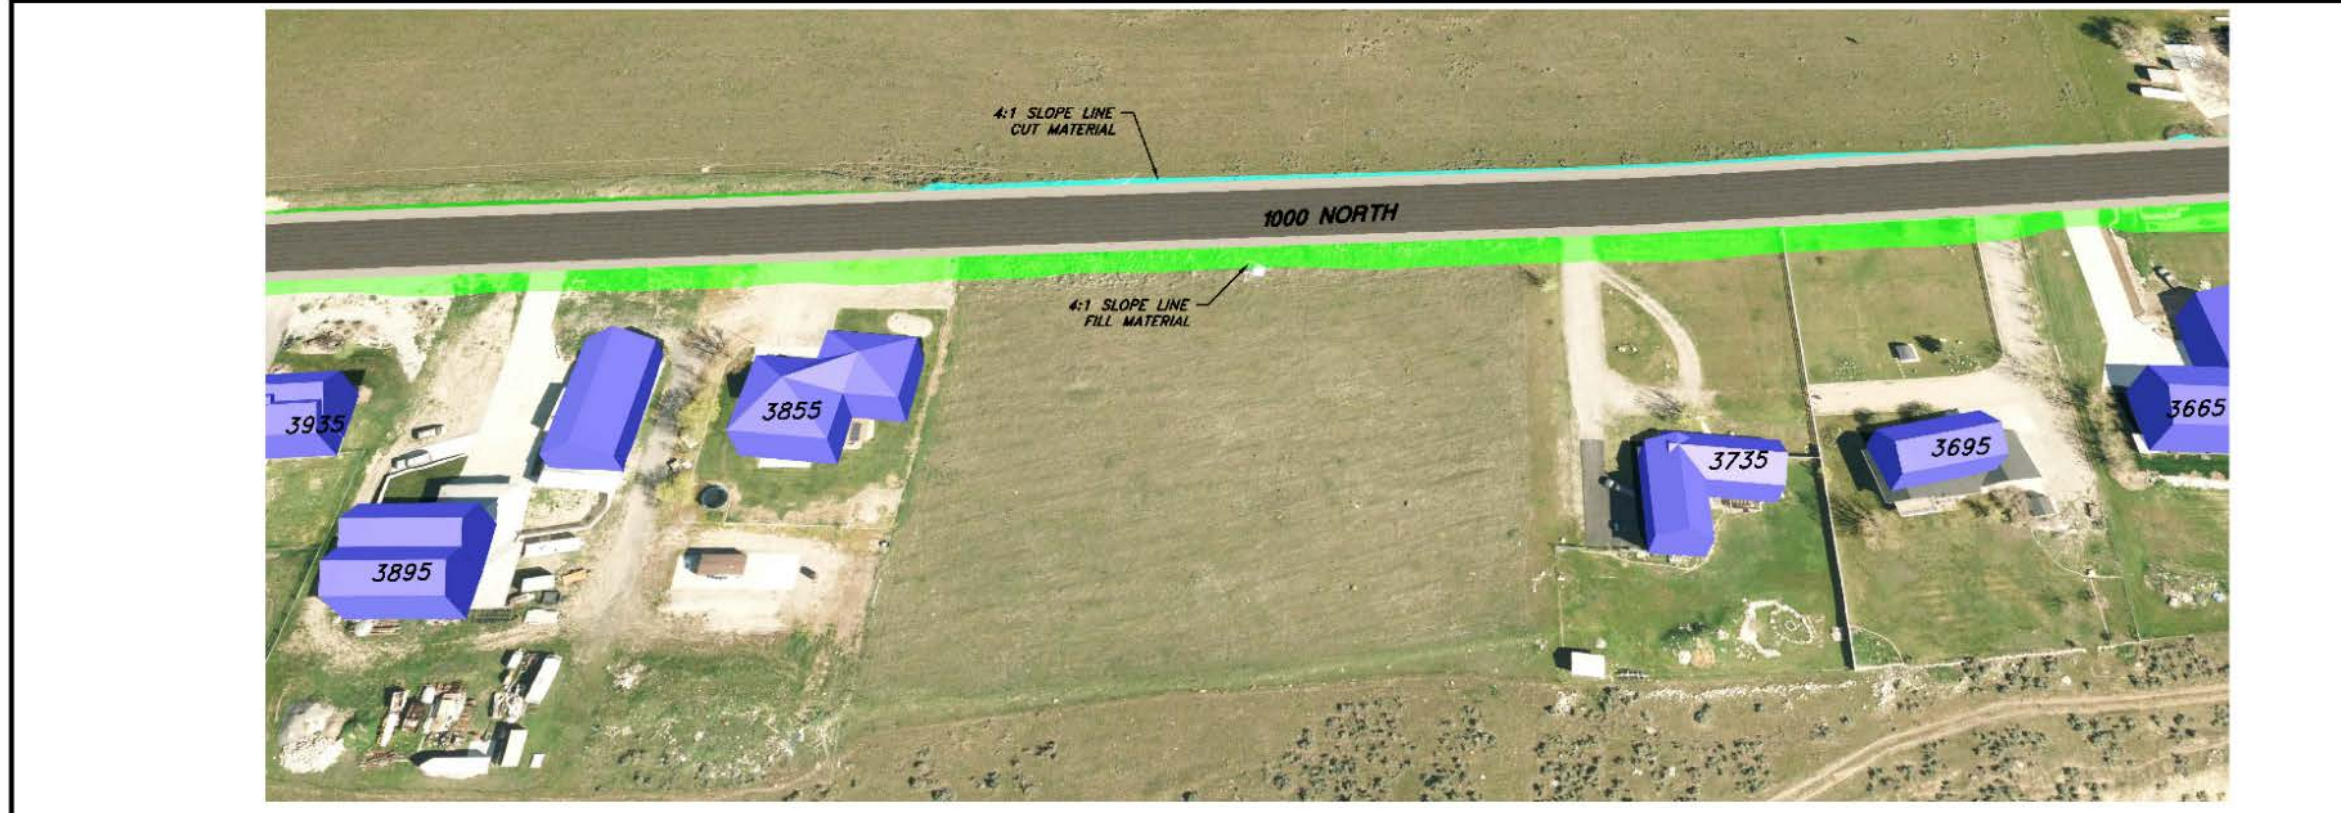 4:1 SLOPE LINE
CUT MATERIAL
1000 NORTH
4:1 SLOPE LINE
FILL MATERIAL
3935
3855
3665
3735
3695
3895